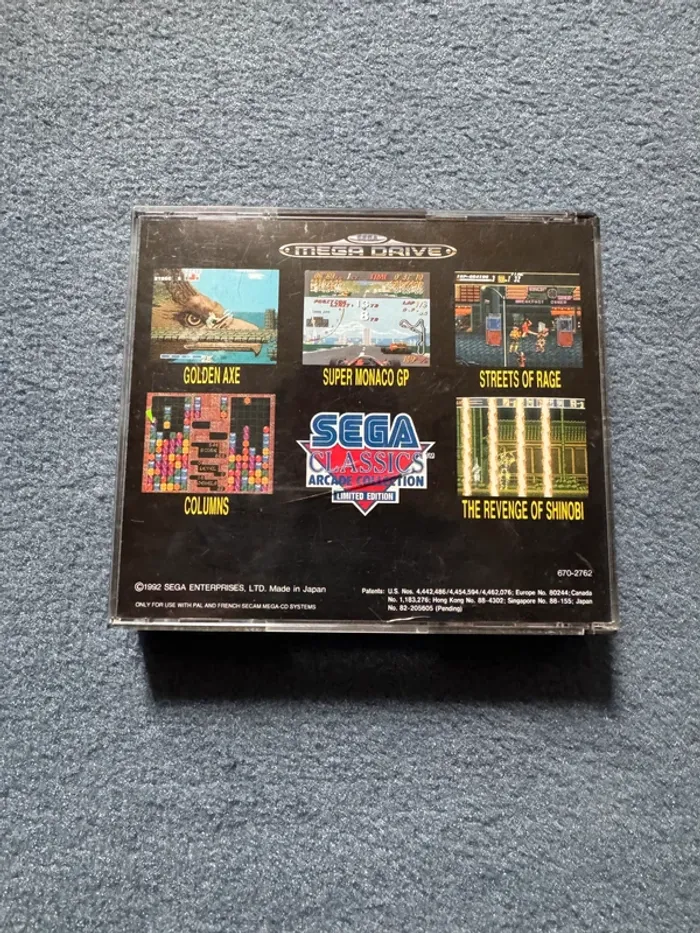 SEGA
MEGA DRIVE
GOLDEN AXE
SUPER MONACO GP
STREETS OF RAGE
COLUMNS
SEGA
CLASSICS
ARCADE COLLECTION
LIMITED EDITION
THE REVENGE OF SHINOBI
670-2762
©1992 SEGA ENTERPRISES, LTD. Made in Japan
ONLY FOR USE WITH PAL AND FRENCH SECAM MEGA-CD SYSTEMS
Patents: U.S. Nos. 4,442,486/4,454,594/4,462,076; Europe No. 80244; Canada
No. 1,183,276; Hong Kong No. 88-4302; Singapore No. 88-155; Japan
No. 82-205605 (Pending)